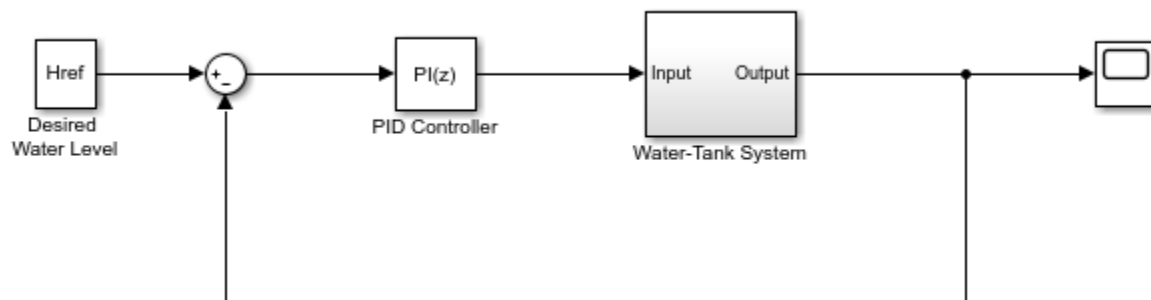 Href
Desired
Water Level
+
−
PI(z)
PID Controller
Input
Output
Water-Tank System